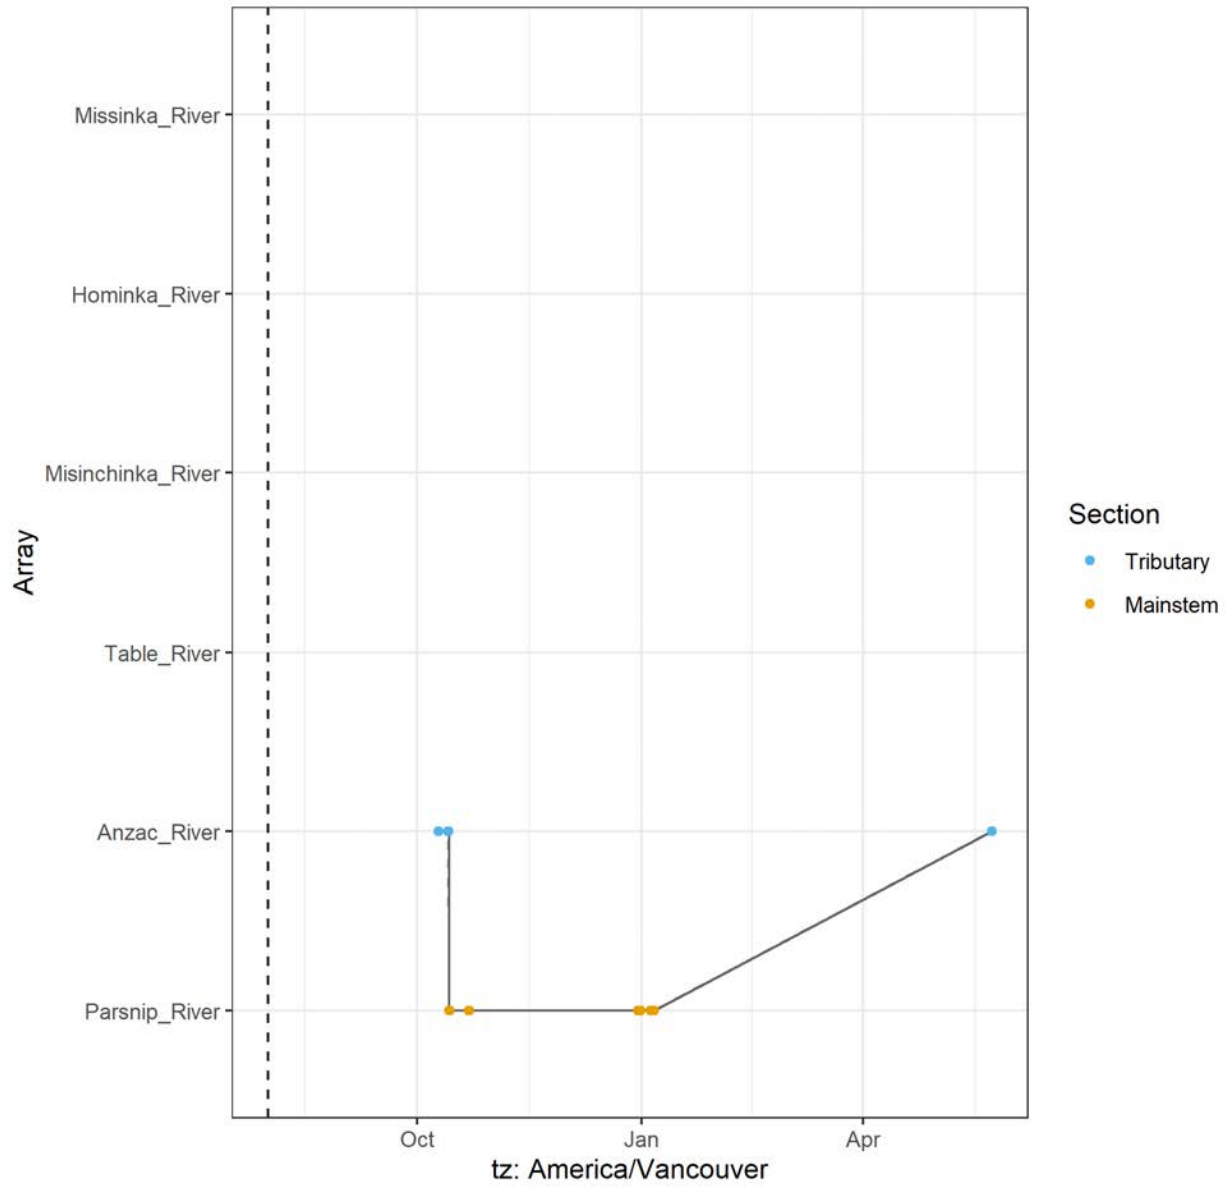 Missinka_River
Hominka_River
Misinchinka_River
Table_River
Anzac_River
Parsnip_River
Array
Oct
Jan
Apr
tz: America/Vancouver
Section
Tributary
Mainstem